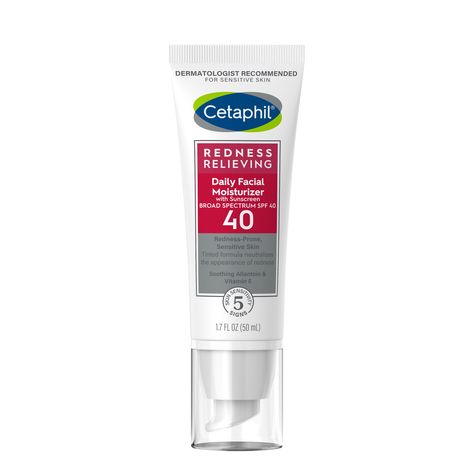 DERMATOLOGIST RECOMMENDED
FOR SENSITIVE SKIN
Cetaphil®
REDNESS
RELIEVING
Daily Facial
Moisturizer
with Sunscreen
BROAD SPECTRUM SPF 40
40
Redness-Prone,
Sensitive Skin
Tinted formula neutralizes
the appearance of redness
Soothing Allantoin &
Vitamin E
SKIN SENSITIVITY
5
SIGNS
1.7 FL OZ (50 mL)